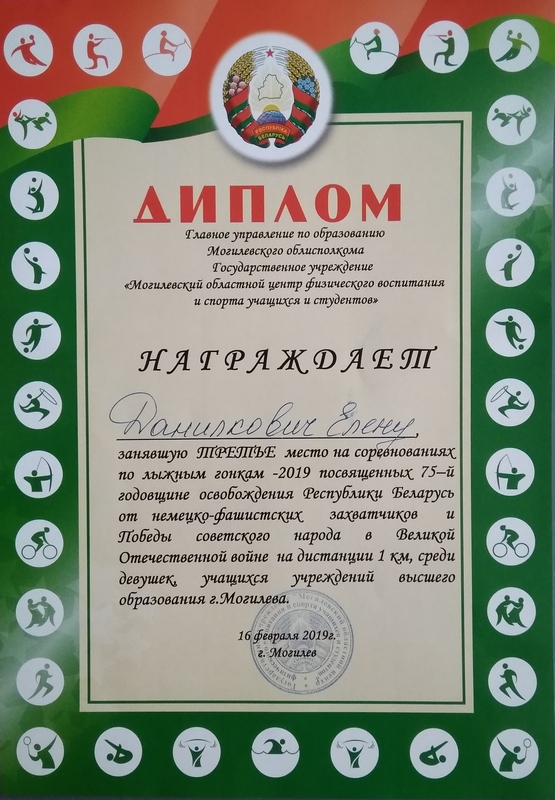 РЭСПУБЛІКА
БЕЛАРУСЬ
ДИПЛОМ
Главное управление по образованию
Могилевского облисполкома
Государственное учреждение
«Могилевский областной центр физического воспитания
и спорта учащихся и студентов»
НАГРАЖДАЕТ
Данилкович Елену,
занявшую ТРЕТЬЕ место на соревнованиях
по лыжным гонкам -2019 посвященных 75–й
годовщине освобождения Республики Беларусь
от немецко-фашистских захватчиков и
Победы советского народа в Великой
Отечественной войне на дистанции 1 км, среди
девушек, учащихся учреждений высшего
образования г.Могилева.
16 февраля 2019г.
г. Могилев